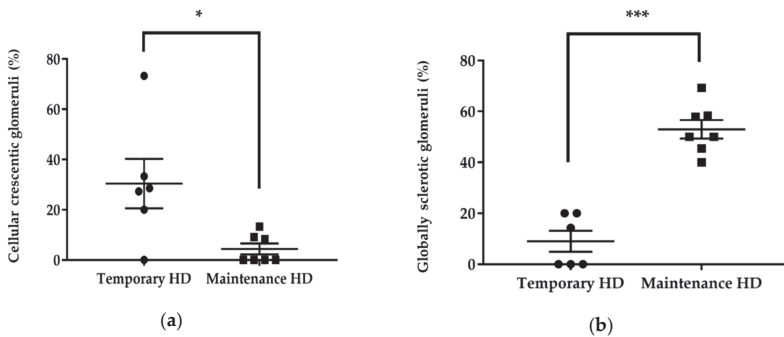 *
Cellular crescentic glomeruli (%)
80
60
40
20
0
Temporary HD Maintenance HD
(a)
***
Globally sclerotic glomeruli (%)
80
60
40
20
0
Temporary HD Maintenance HD
(b)